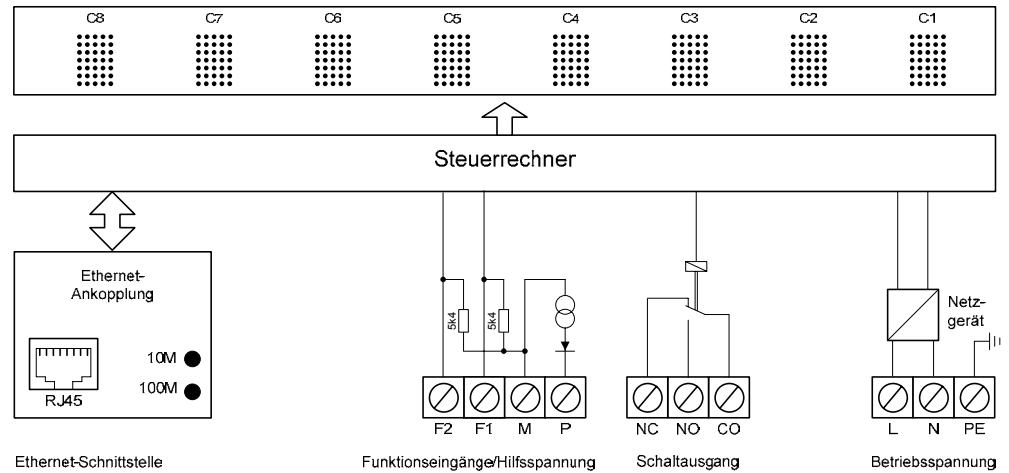 C8 C7 C6 C5 C4 C3 C2 C1
Steuerrechner
Ethernet-
Ankopplung
10M
100M
RJ45
5k4
5k4
Netz-
gerät
F2 F1 M P
NC NO CO
L N PE
Ethernet-Schnittstelle
Funktionseingänge/Hilfsspannung
Schaltausgang
Betriebsspannung